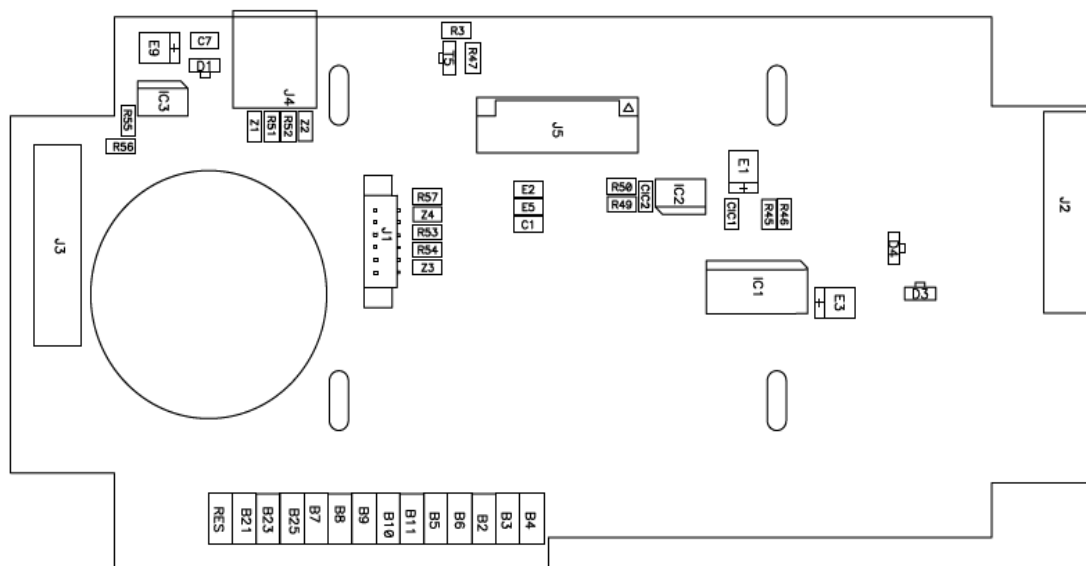 R3
E9
C7
T5
R47
D1
IC3
J4
R55
Z1
R51
R52
Z2
J5
R56
E1
R57
E2
R50
CIC2
IC2
Z4
E5
R49
CIC1
R45
R46
J2
J3
J1
R53
C1
R54
D4
Z3
IC1
E3
D3
RES
B21
B23
B25
B7
B8
B9
B10
B11
B5
B6
B2
B3
B4